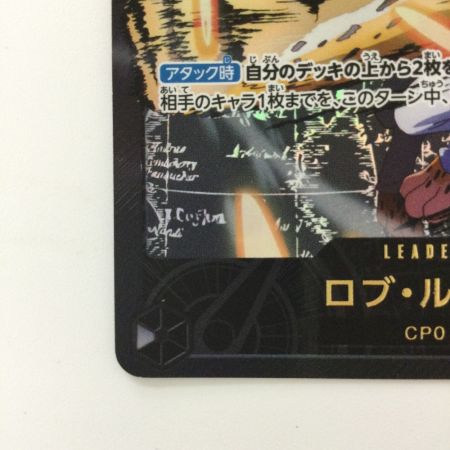 アタック時 自分のデッキの上から2枚を
相手のキャラ1枚までを、このターン中、
LEADE
ロブ・ル
CP0